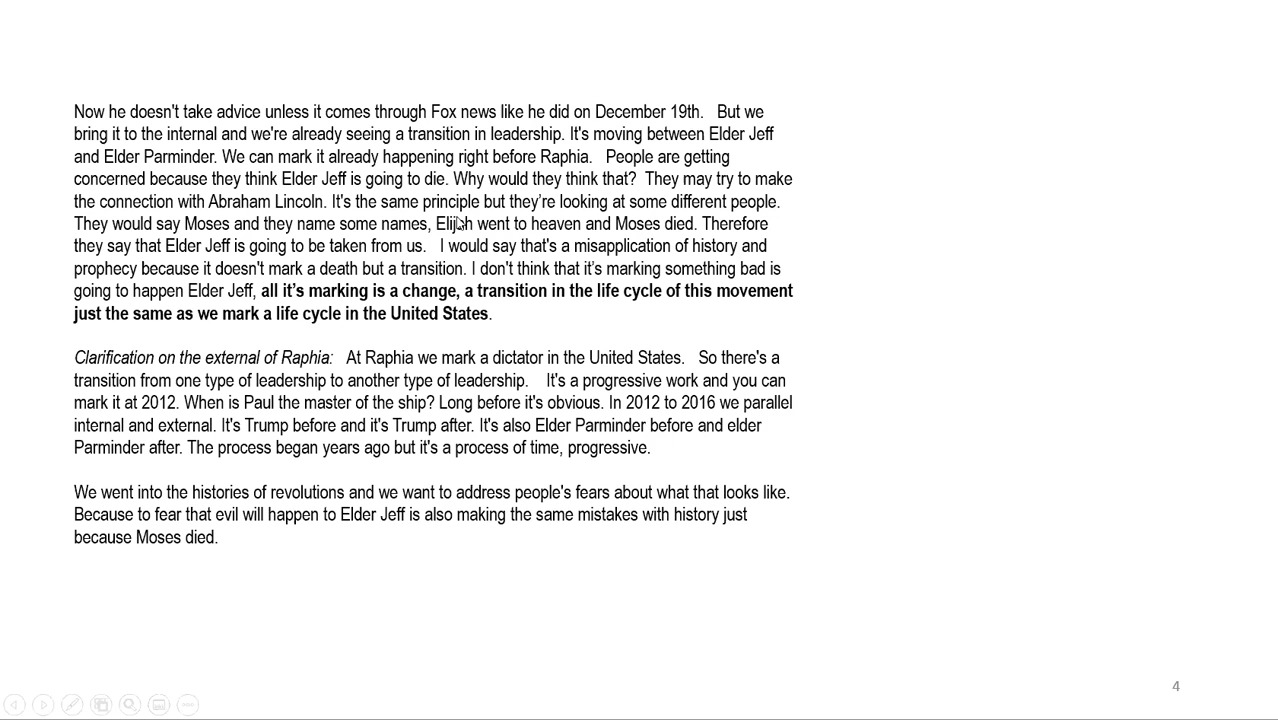 Now he doesn't take advice unless it comes through Fox news like he did on December 19th.   But we
bring it to the internal and we're already seeing a transition in leadership. It's moving between Elder Jeff
and Elder Parminder. We can mark it already happening right before Raphia.   People are getting
concerned because they think Elder Jeff is going to die. Why would they think that?  They may try to make
the connection with Abraham Lincoln. It's the same principle but they’re looking at some different people.
They would say Moses and they name some names, Elijah went to heaven and Moses died. Therefore
they say that Elder Jeff is going to be taken from us.   I would say that's a misapplication of history and
prophecy because it doesn't mark a death but a transition. I don't think that it’s marking something bad is
going to happen Elder Jeff, all it’s marking is a change, a transition in the life cycle of this movement
just the same as we mark a life cycle in the United States.
Clarification on the external of Raphia:   At Raphia we mark a dictator in the United States.   So there's a
transition from one type of leadership to another type of leadership.    It's a progressive work and you can
mark it at 2012. When is Paul the master of the ship? Long before it's obvious. In 2012 to 2016 we parallel
internal and external. It's Trump before and it's Trump after. It's also Elder Parminder before and elder
Parminder after. The process began years ago but it's a process of time, progressive.
We went into the histories of revolutions and we want to address people's fears about what that looks like.
Because to fear that evil will happen to Elder Jeff is also making the same mistakes with history just
because Moses died.
4